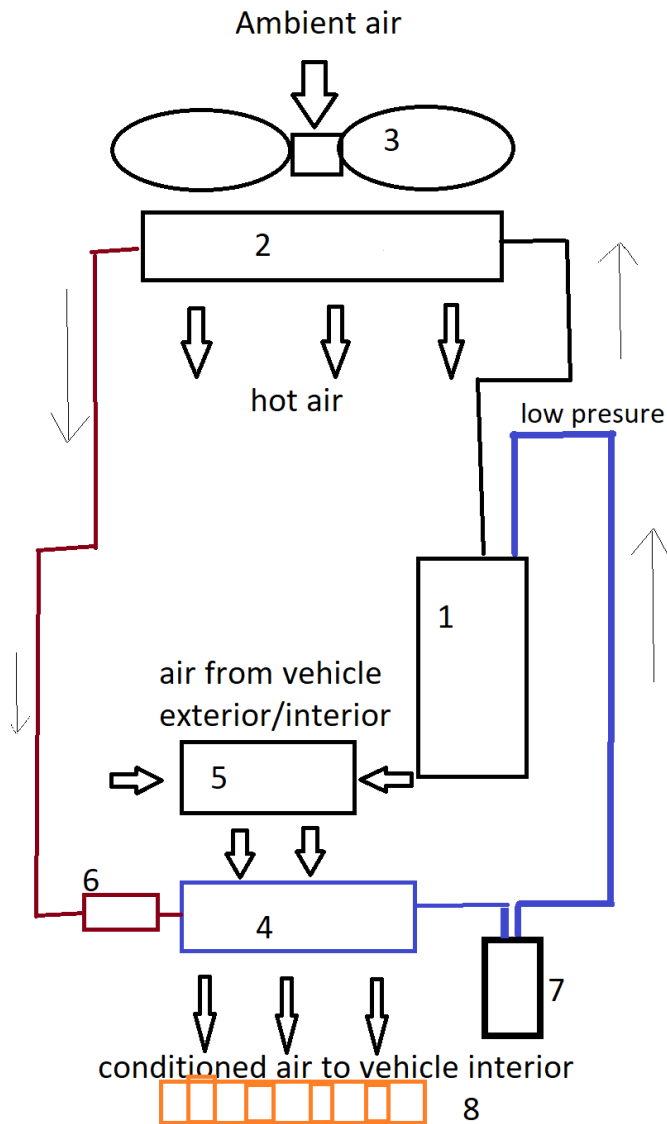 Ambient air
3
2
hot air
low presure
1
air from vehicle
exterior/interior
5
6
4
7
conditioned air to vehicle interior
8